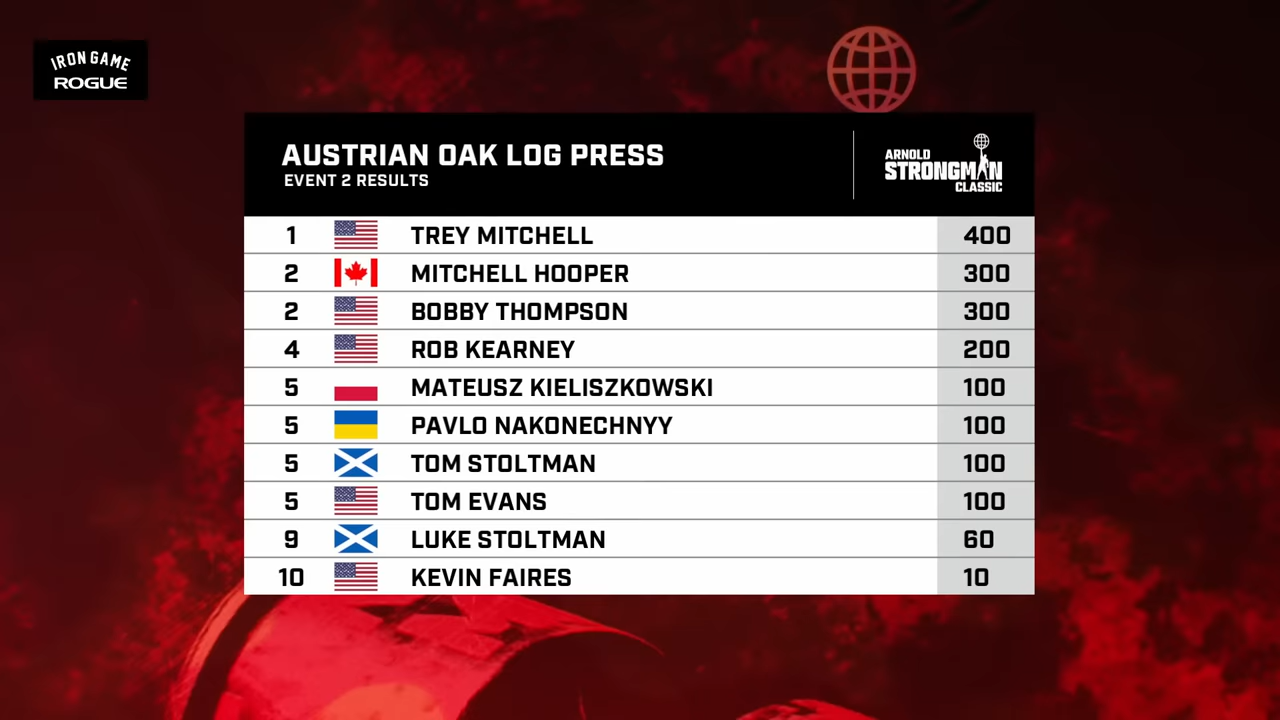 IRON GAME
ROGUE
AUSTRIAN OAK LOG PRESS
EVENT 2 RESULTS
ARNOLD
STRONGMAN
CLASSIC
1 TREY MITCHELL 400
2 MITCHELL HOOPER 300
2 BOBBY THOMPSON 300
4 ROB KEARNEY 200
5 MATEUSZ KIELISZKOWSKI 100
5 PAVLO NAKONECHNYY 100
5 TOM STOLTMAN 100
5 TOM EVANS 100
9 LUKE STOLTMAN 60
10 KEVIN FAIRES 10